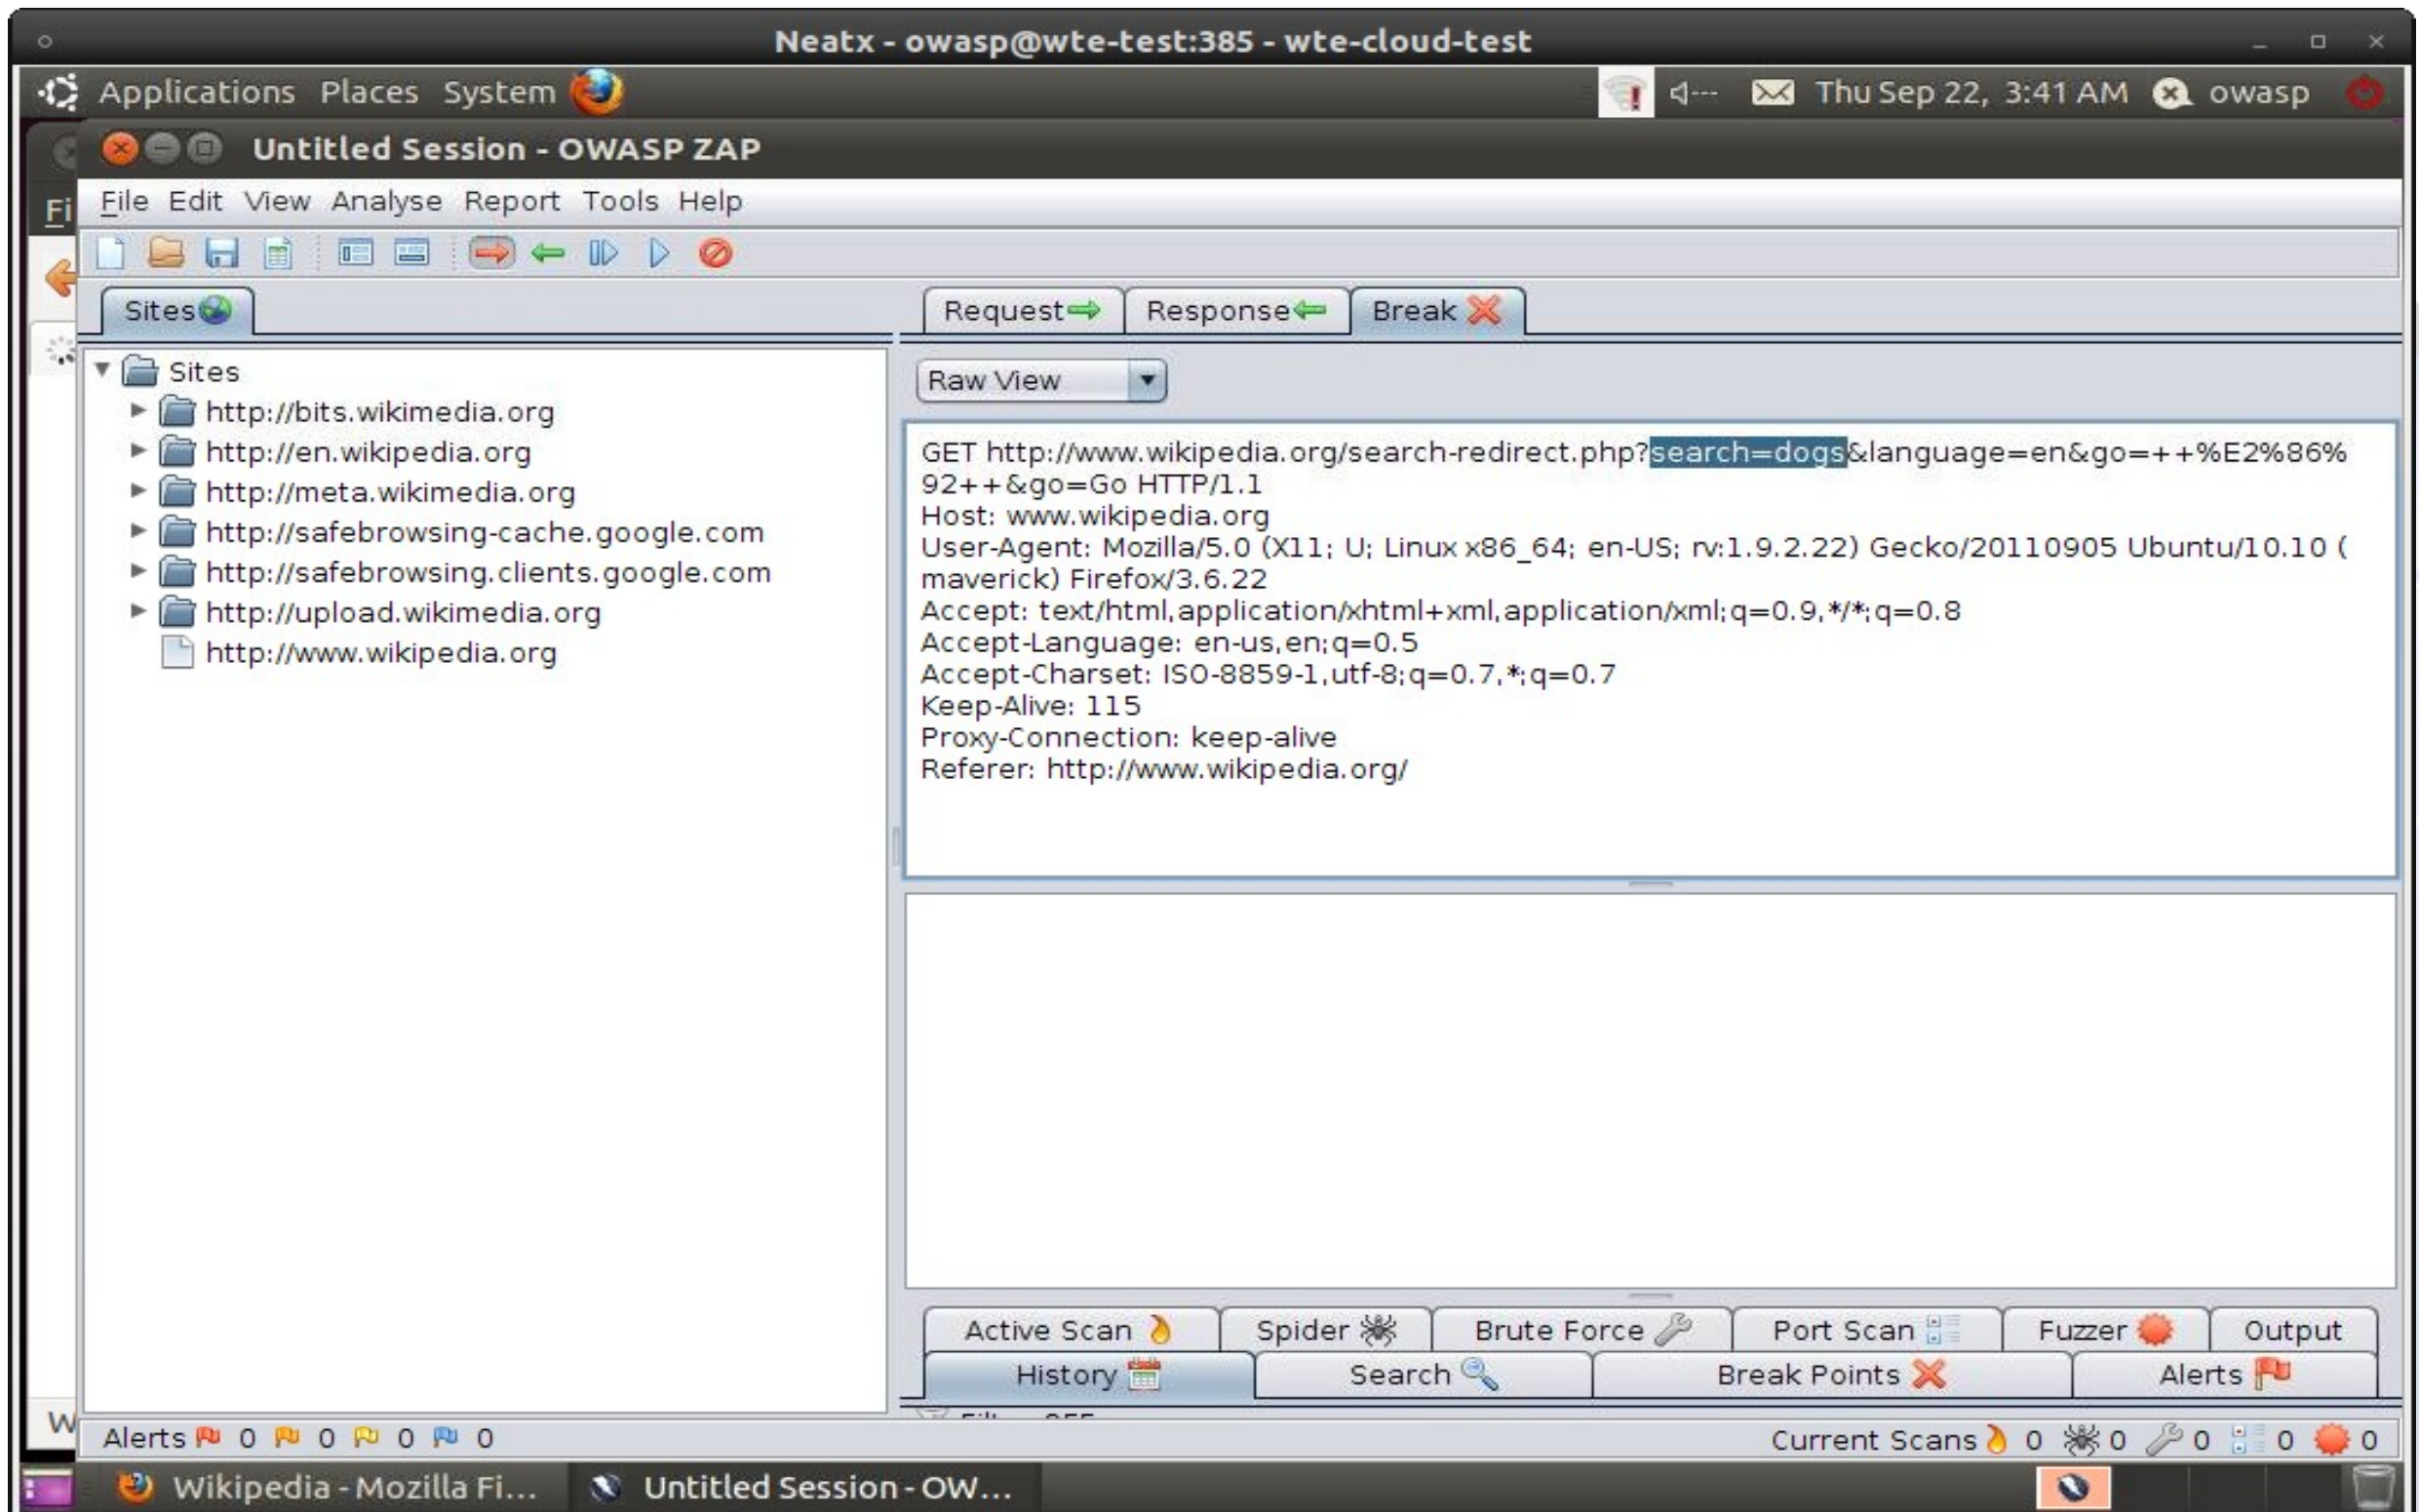 Neatx - owasp@wte-test:385 - wte-cloud-test
Applications Places System Thu Sep 22, 3:41 AM owasp
Untitled Session - OWASP ZAP
Fi
File Edit View Analyse Report Tools Help
Sites
Request Response Break
Sites
http://bits.wikimedia.org
http://en.wikipedia.org
http://meta.wikimedia.org
http://safebrowsing-cache.google.com
http://safebrowsing.clients.google.com
http://upload.wikimedia.org
http://www.wikipedia.org
Raw View
GET http://www.wikipedia.org/search-redirect.php?search=dogs&language=en&go=++%E2%86%
92++&go=Go HTTP/1.1
Host: www.wikipedia.org
User-Agent: Mozilla/5.0 (X11; U; Linux x86_64; en-US; rv:1.9.2.22) Gecko/20110905 Ubuntu/10.10 (
maverick) Firefox/3.6.22
Accept: text/html,application/xhtml+xml,application/xml;q=0.9,*/*;q=0.8
Accept-Language: en-us,en;q=0.5
Accept-Charset: ISO-8859-1,utf-8;q=0.7,*;q=0.7
Keep-Alive: 115
Proxy-Connection: keep-alive
Referer: http://www.wikipedia.org/
Active Scan Spider Brute Force Port Scan Fuzzer Output
History Search Break Points Alerts
W
Alerts 0 0 0 0 Current Scans 0 0 0 0 0
Wikipedia - Mozilla Fi... Untitled Session - OW...